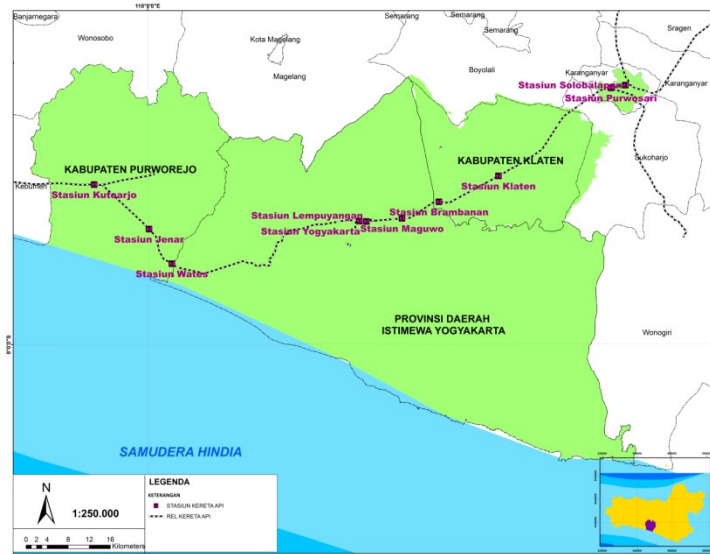 110°0'0"E
Banjarnegara
Wonosobo
Kota Magelang
Semarang
Semarang
Semarang
Sragen
Magelang
Boyolali
Karanganyar
Karanganyar
Stasiun Solobalapan
Stasiun Purwosari
Sukoharjo
KABUPATEN PURWOREJO
KABUPATEN KLATEN
Kebumen
Stasiun Kutoarjo
Stasiun Klaten
Stasiun Lempuyangan
Stasiun Brambanan
Stasiun Yogyakarta
Stasiun Maguwo
Stasiun Jenar
Stasiun Wates
PROVINSI DAERAH
ISTIMEWA YOGYAKARTA
Wonogiri
8°0'0"S
SAMUDERA HINDIA
N
1:250.000
0 2 4 8 12 16
Kilometers
LEGENDA
KETERANGAN
STASIUN KERETA API
REL KERETA API